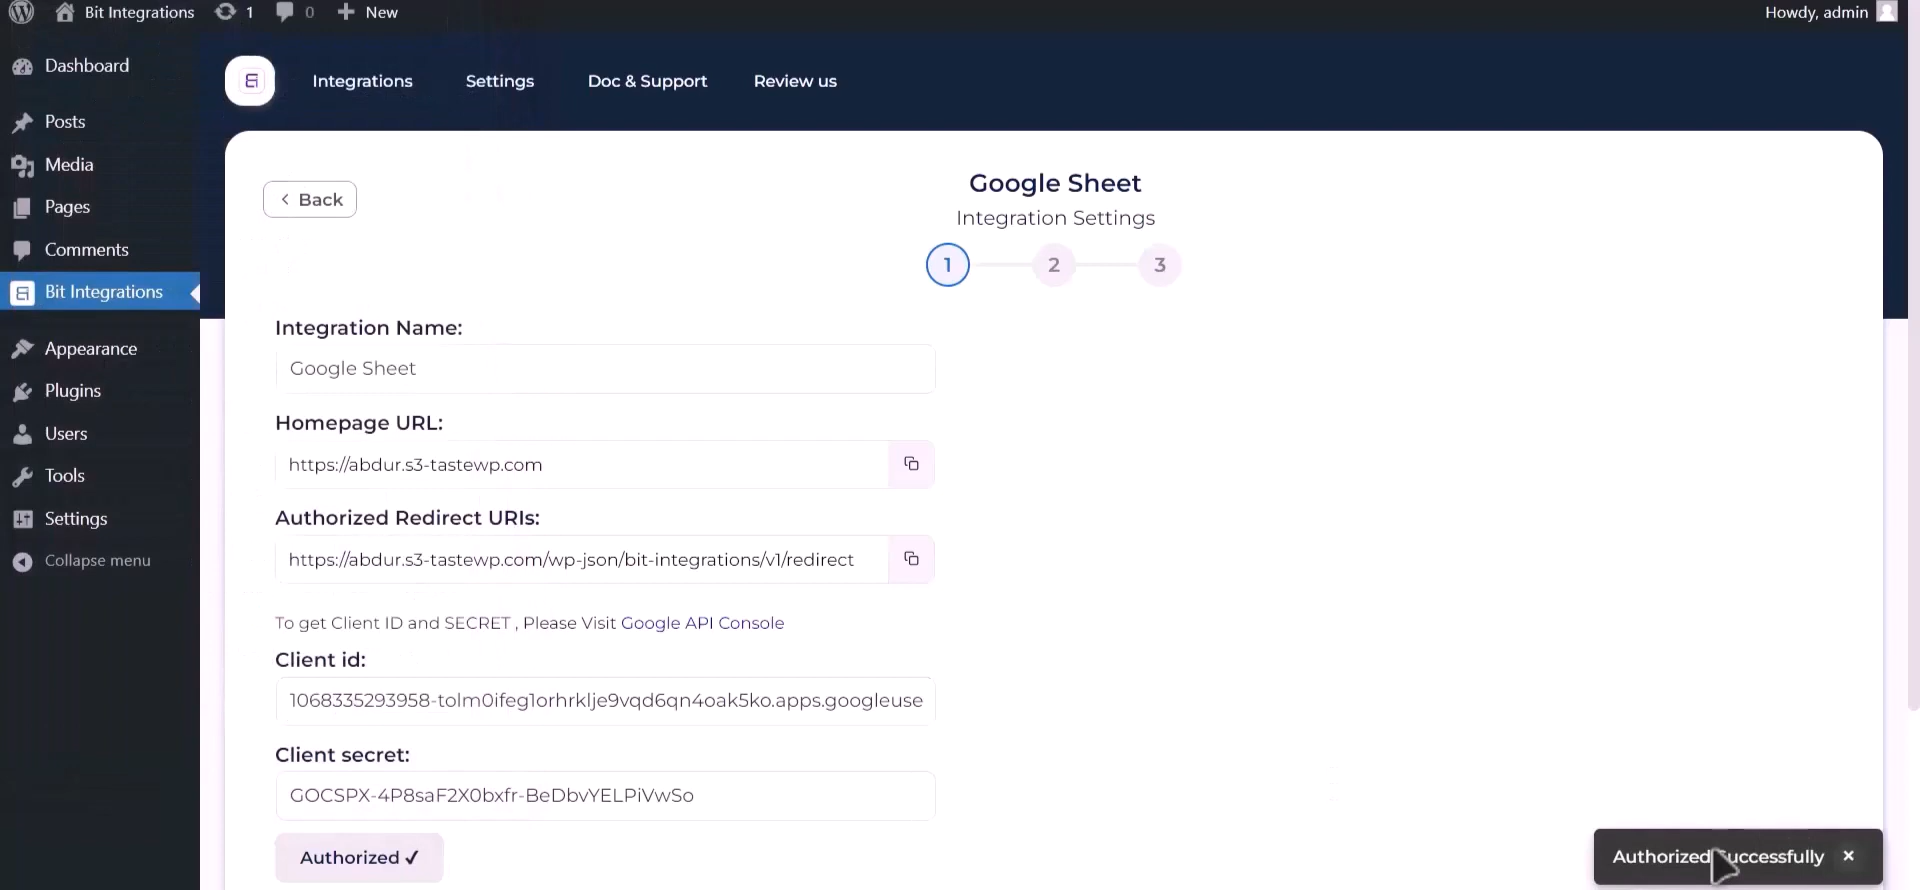 Bit Integrations 1 0 New Howdy, admin
Dashboard
Posts
Media
Pages
Comments
Bit Integrations
Appearance
Plugins
Users
Tools
Settings
Collapse menu
Integrations Settings Doc & Support Review us
Back
Google Sheet
Integration Settings
1 2 3
Integration Name:
Google Sheet
Homepage URL:
https://abdur.s3-tastewp.com
Authorized Redirect URIs:
https://abdur.s3-tastewp.com/wp-json/bit-integrations/v1/redirect
To get Client ID and SECRET , Please Visit Google API Console
Client id:
1068335293958-tolm0ifeg1orhrklje9vqd6qn4oak5ko.apps.googleuse
Client secret:
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
Authorized ✓
Authorized Successfully ×